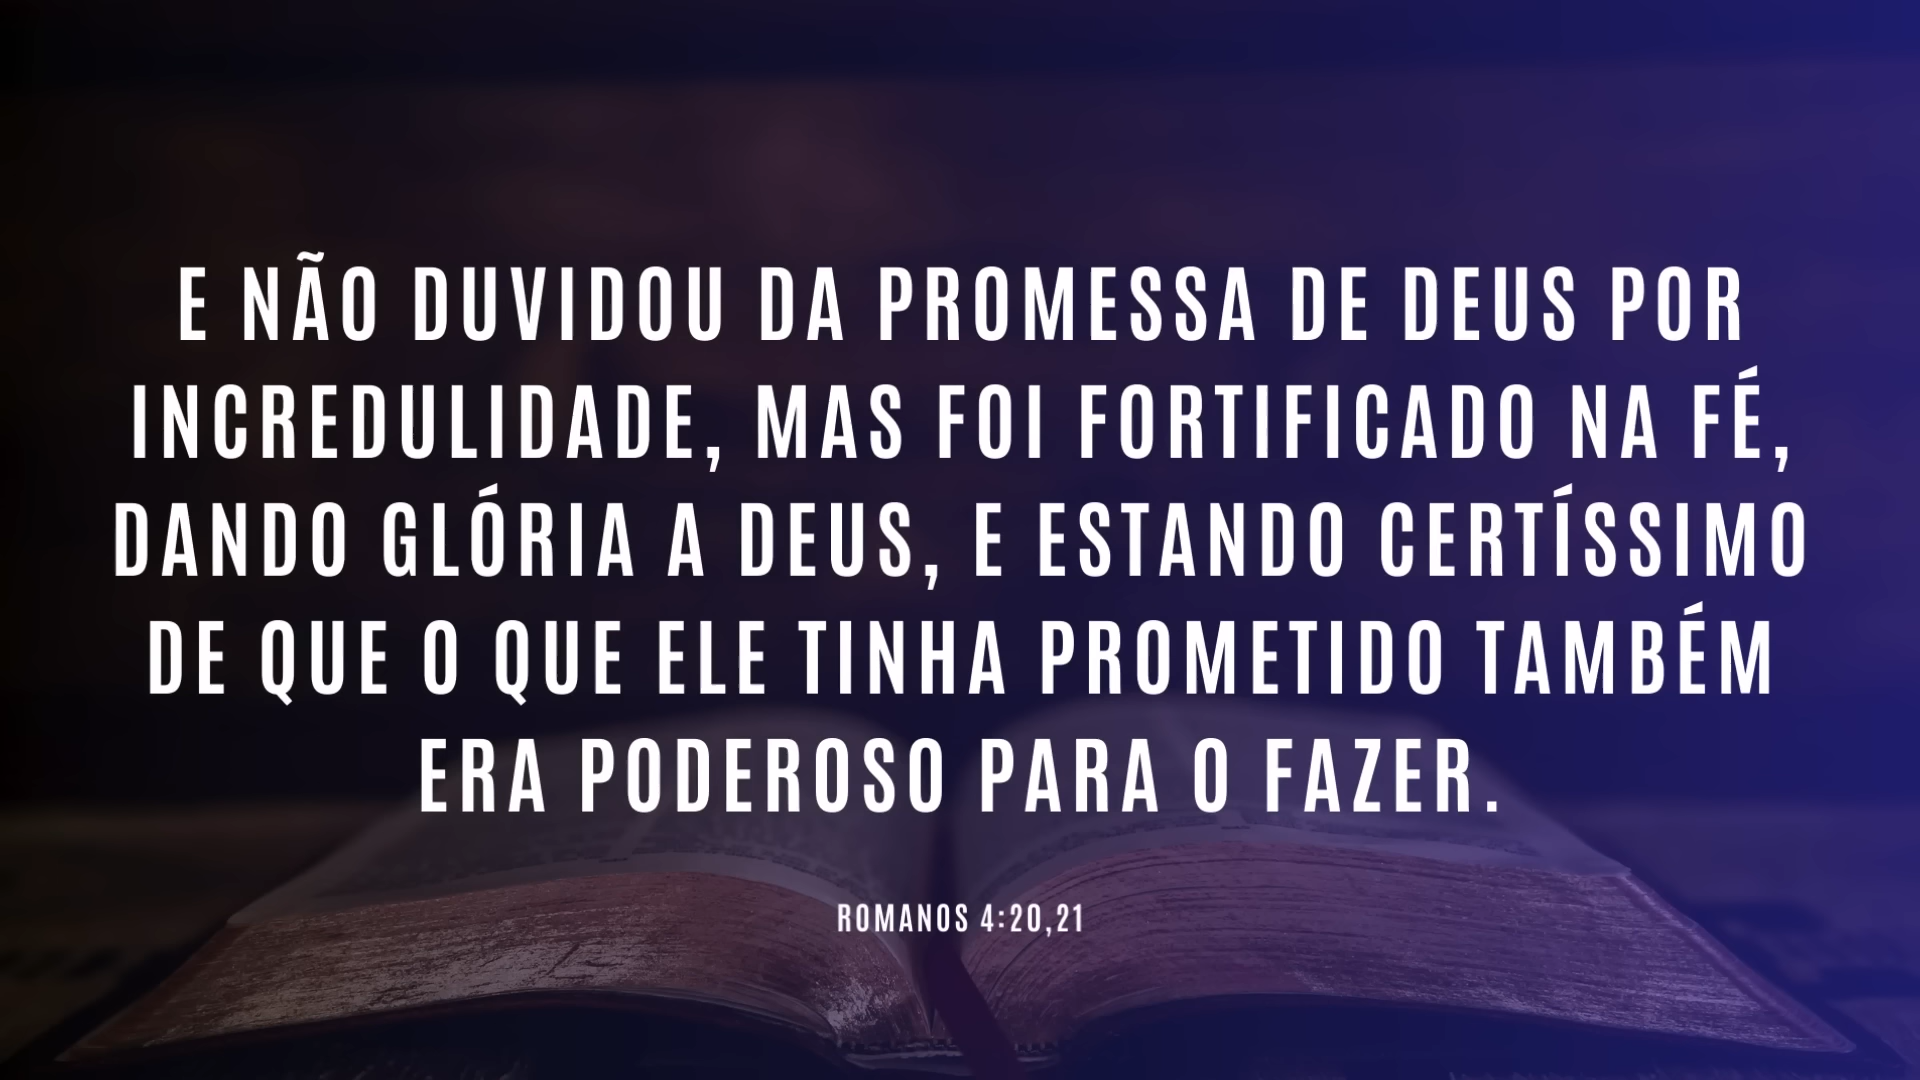 E NÃO DUVIDOU DA PROMESSA DE DEUS POR
INCREDULIDADE, MAS FOI FORTIFICADO NA FÉ,
DANDO GLÓRIA A DEUS, E ESTANDO CERTÍSSIMO
DE QUE O QUE ELE TINHA PROMETIDO TAMBÉM
ERA PODEROSO PARA O FAZER.
ROMANOS 4:20,21